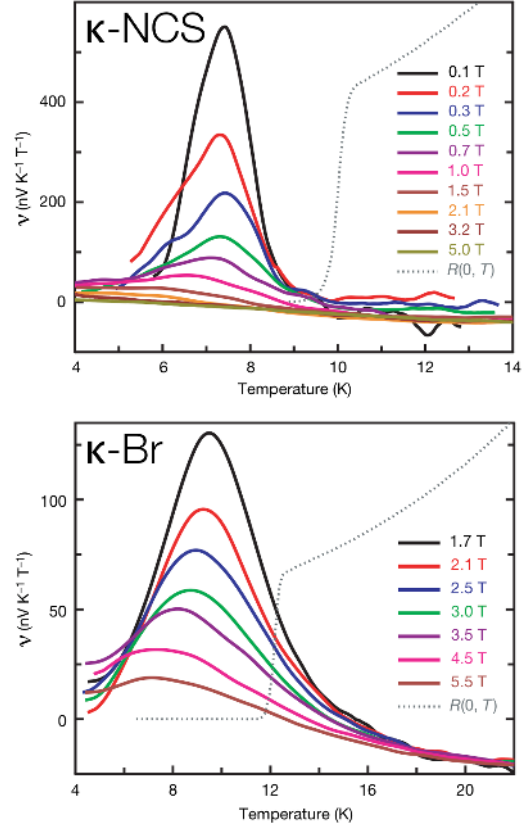 κ-NCS
ν (nV K⁻¹ T⁻¹)
400
200
0
0.1 T
0.2 T
0.3 T
0.5 T
0.7 T
1.0 T
1.5 T
2.1 T
3.2 T
5.0 T
R(0, T)
4 6 8 10 12 14
Temperature (K)
κ-Br
ν (nV K⁻¹ T⁻¹)
100
50
0
1.7 T
2.1 T
2.5 T
3.0 T
3.5 T
4.5 T
5.5 T
R(0, T)
4 8 12 16 20
Temperature (K)